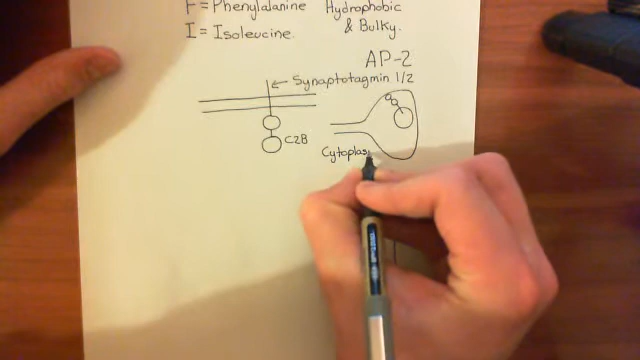 F = Phenylalanine Hydrophobic
I = Isoleucine. & Bulky.
AP-2
Synaptotagmin 1/2
C2B
Cytoplas